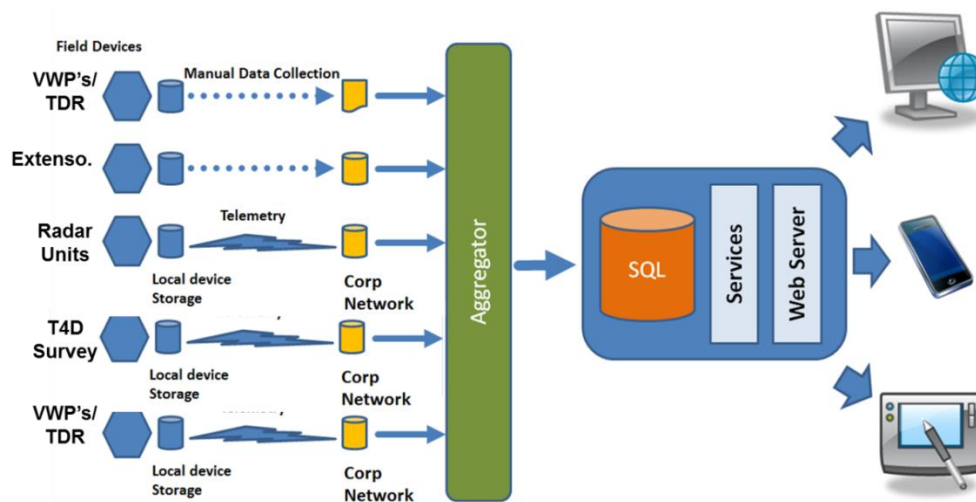 Field Devices
VWP's/
TDR
Manual Data Collection
Extenso.
Radar
Units
Telemetry
Local device
Storage
Corp
Network
T4D
Survey
Local device
Storage
Corp
Network
VWP's/
TDR
Local device
Storage
Corp
Network
Aggregator
SQL
Services
Web Server